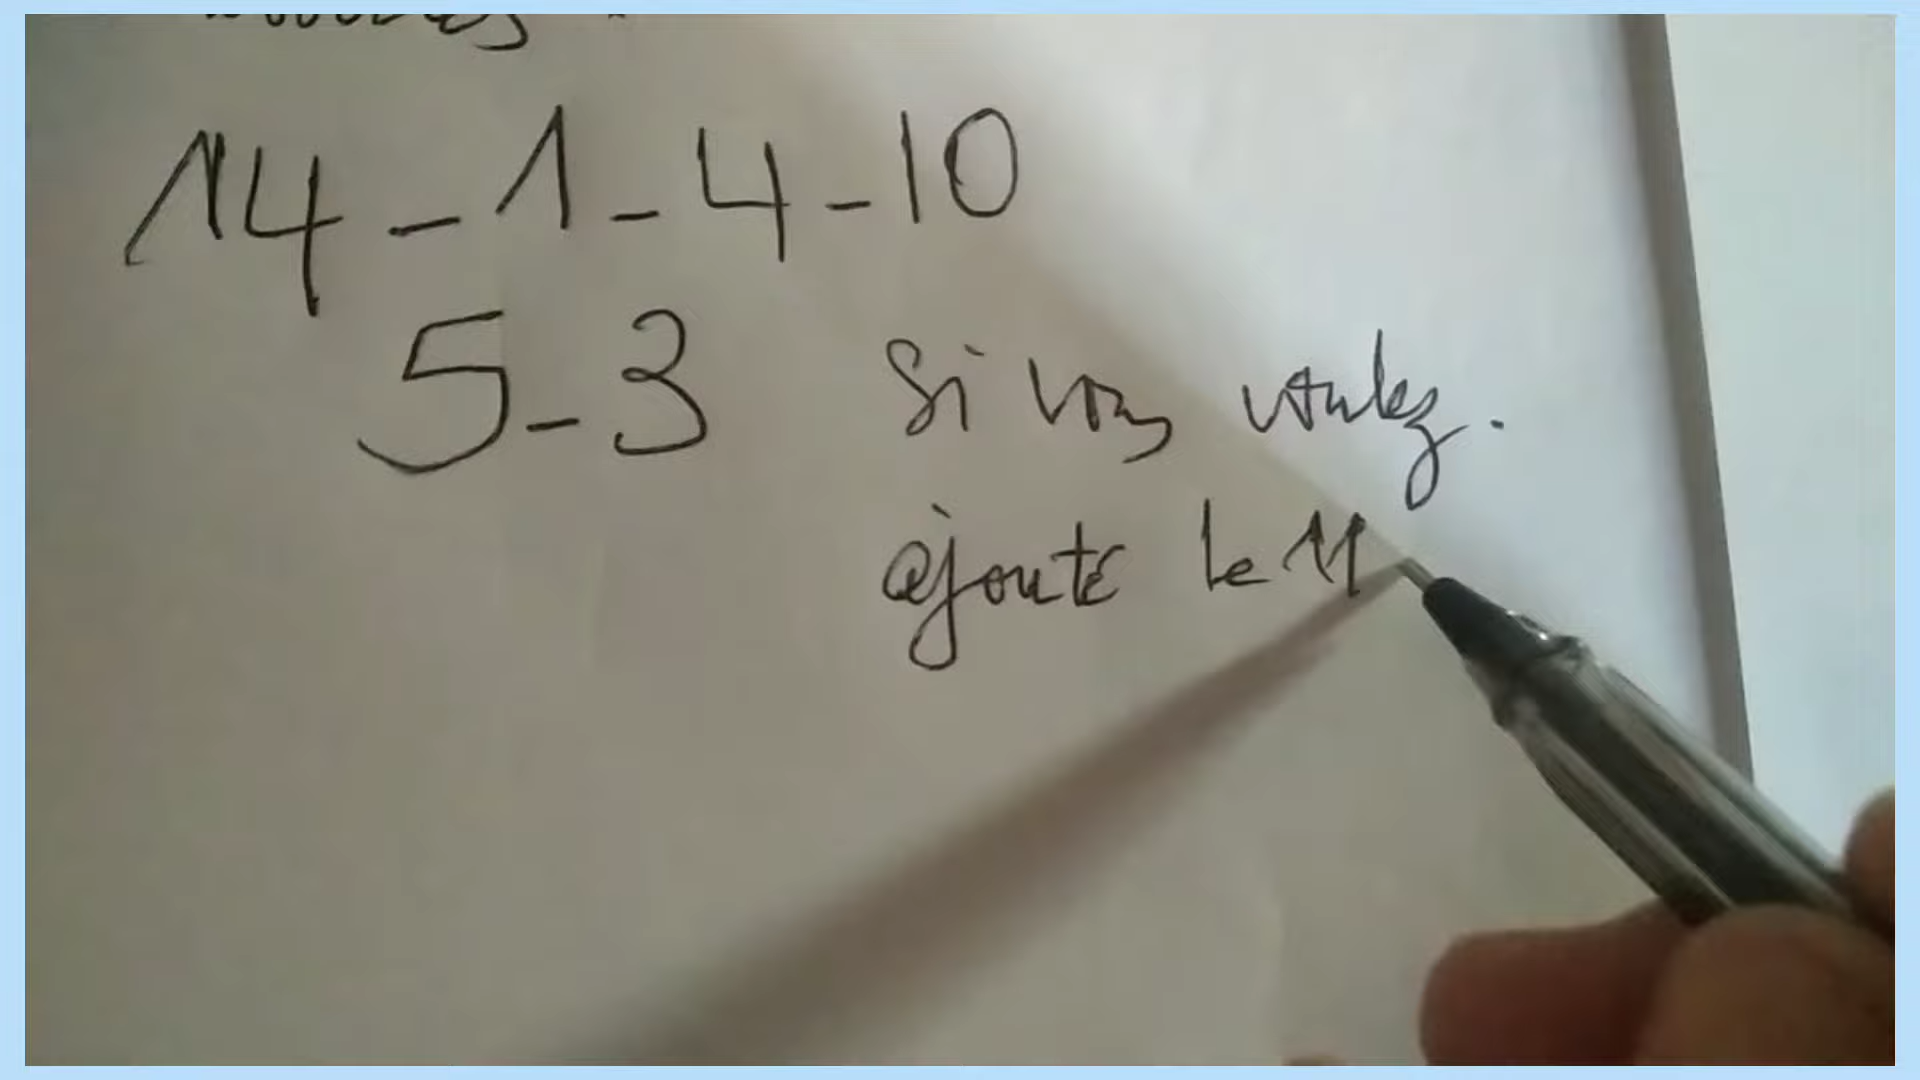 14 - 1 - 4 - 10
5 - 3 si vous voulez.
ajouté le 11